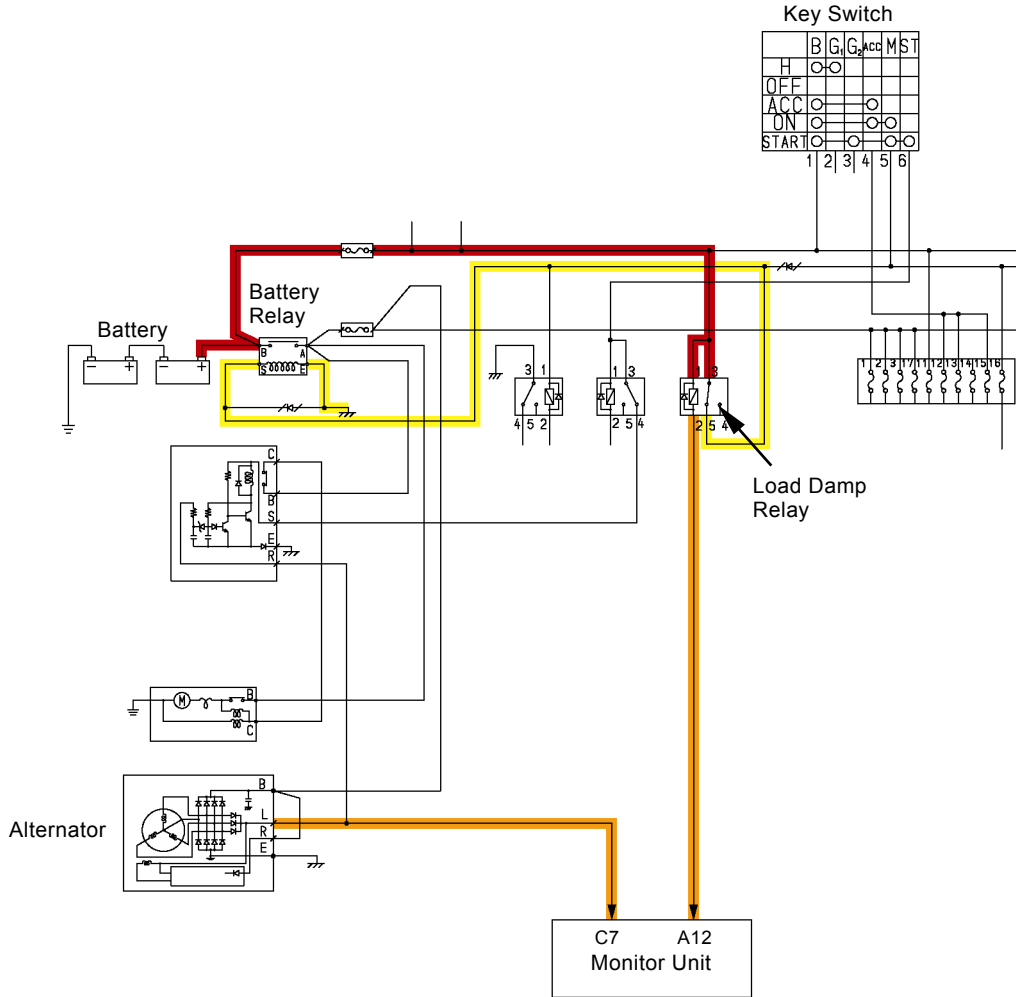 Key Switch
B G₁ G₂ ACC M ST
H
OFF
ACC
ON
START
1 2 3 4 5 6
Battery
Relay
Battery
B A
S E
- + - +
1 2 3 17 11 12 13 14 15 16
3 1
4 5 2
1 3
2 5 4
1 3
2 5 4
Load Damp
Relay
C
B
S
E
R
M
B
C
Alternator
B
L
R
E
C7 A12
Monitor Unit